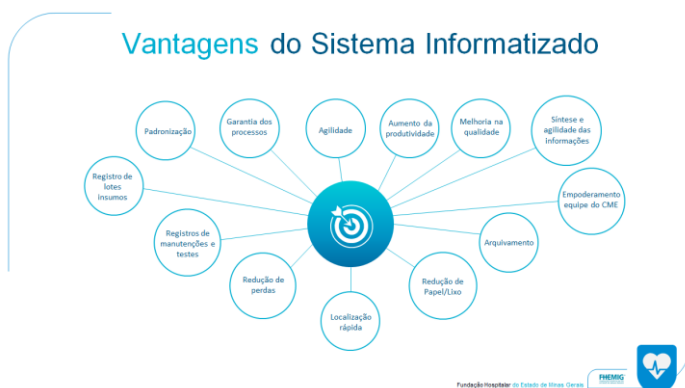 Vantagens do Sistema Informatizado
Padronização
Garantia dos
processos
Agilidade
Aumento da
produtividade
Melhoria na
qualidade
Síntese e
agilidade das
informações
Registro de
lotes
insumos
Empoderamento
equipe do CME
Registros de
manutenções e
testes
Arquivamento
Redução de
perdas
Redução de
Papel/Lixo
Localização
rápida
Fundação Hospitalar do Estado de Minas Gerais
FHEMIG